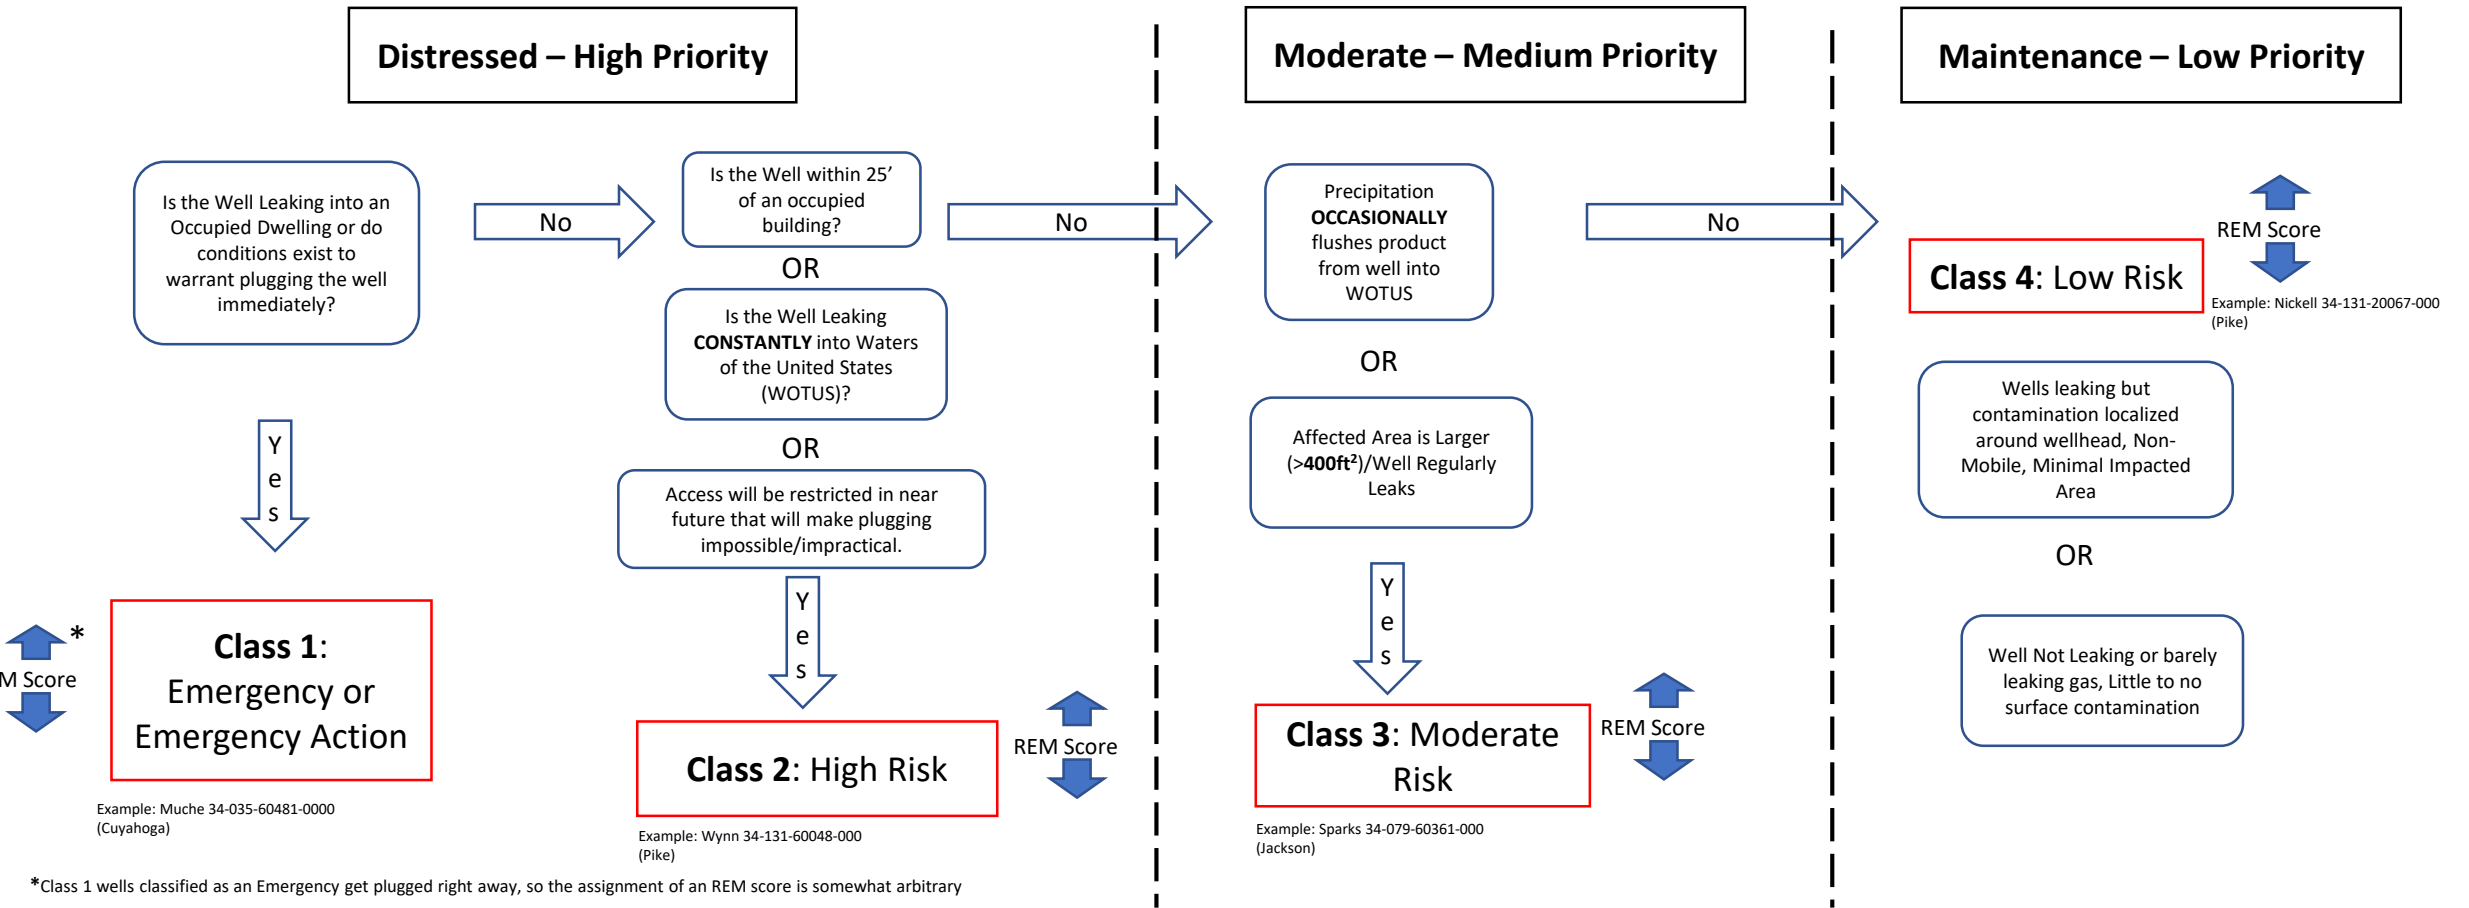 Distressed – High Priority
Is the Well Leaking into an
Occupied Dwelling or do
conditions exist to
warrant plugging the well
immediately?
No
Yes
*
M Score
Class 1:
Emergency or
Emergency Action
Example: Muche 34-035-60481-0000
(Cuyahoga)
Is the Well within 25’
of an occupied
building?
OR
Is the Well Leaking
CONSTANTLY into Waters
of the United States
(WOTUS)?
OR
Access will be restricted in near
future that will make plugging
impossible/impractical.
No
Yes
Class 2: High Risk
REM Score
Example: Wynn 34-131-60048-000
(Pike)
*Class 1 wells classified as an Emergency get plugged right away, so the assignment of an REM score is somewhat arbitrary
Moderate – Medium Priority
Precipitation
OCCASIONALLY
flushes product
from well into
WOTUS
OR
Affected Area is Larger
(>400ft²)/Well Regularly
Leaks
No
Yes
Class 3: Moderate
Risk
REM Score
Example: Sparks 34-079-60361-000
(Jackson)
Maintenance – Low Priority
REM Score
Class 4: Low Risk
Example: Nickell 34-131-20067-000
(Pike)
Wells leaking but
contamination localized
around wellhead, Non-
Mobile, Minimal Impacted
Area
OR
Well Not Leaking or barely
leaking gas, Little to no
surface contamination